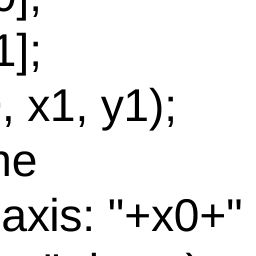 0];
1];
, x1, y1);
ne
axis: "+x0+"